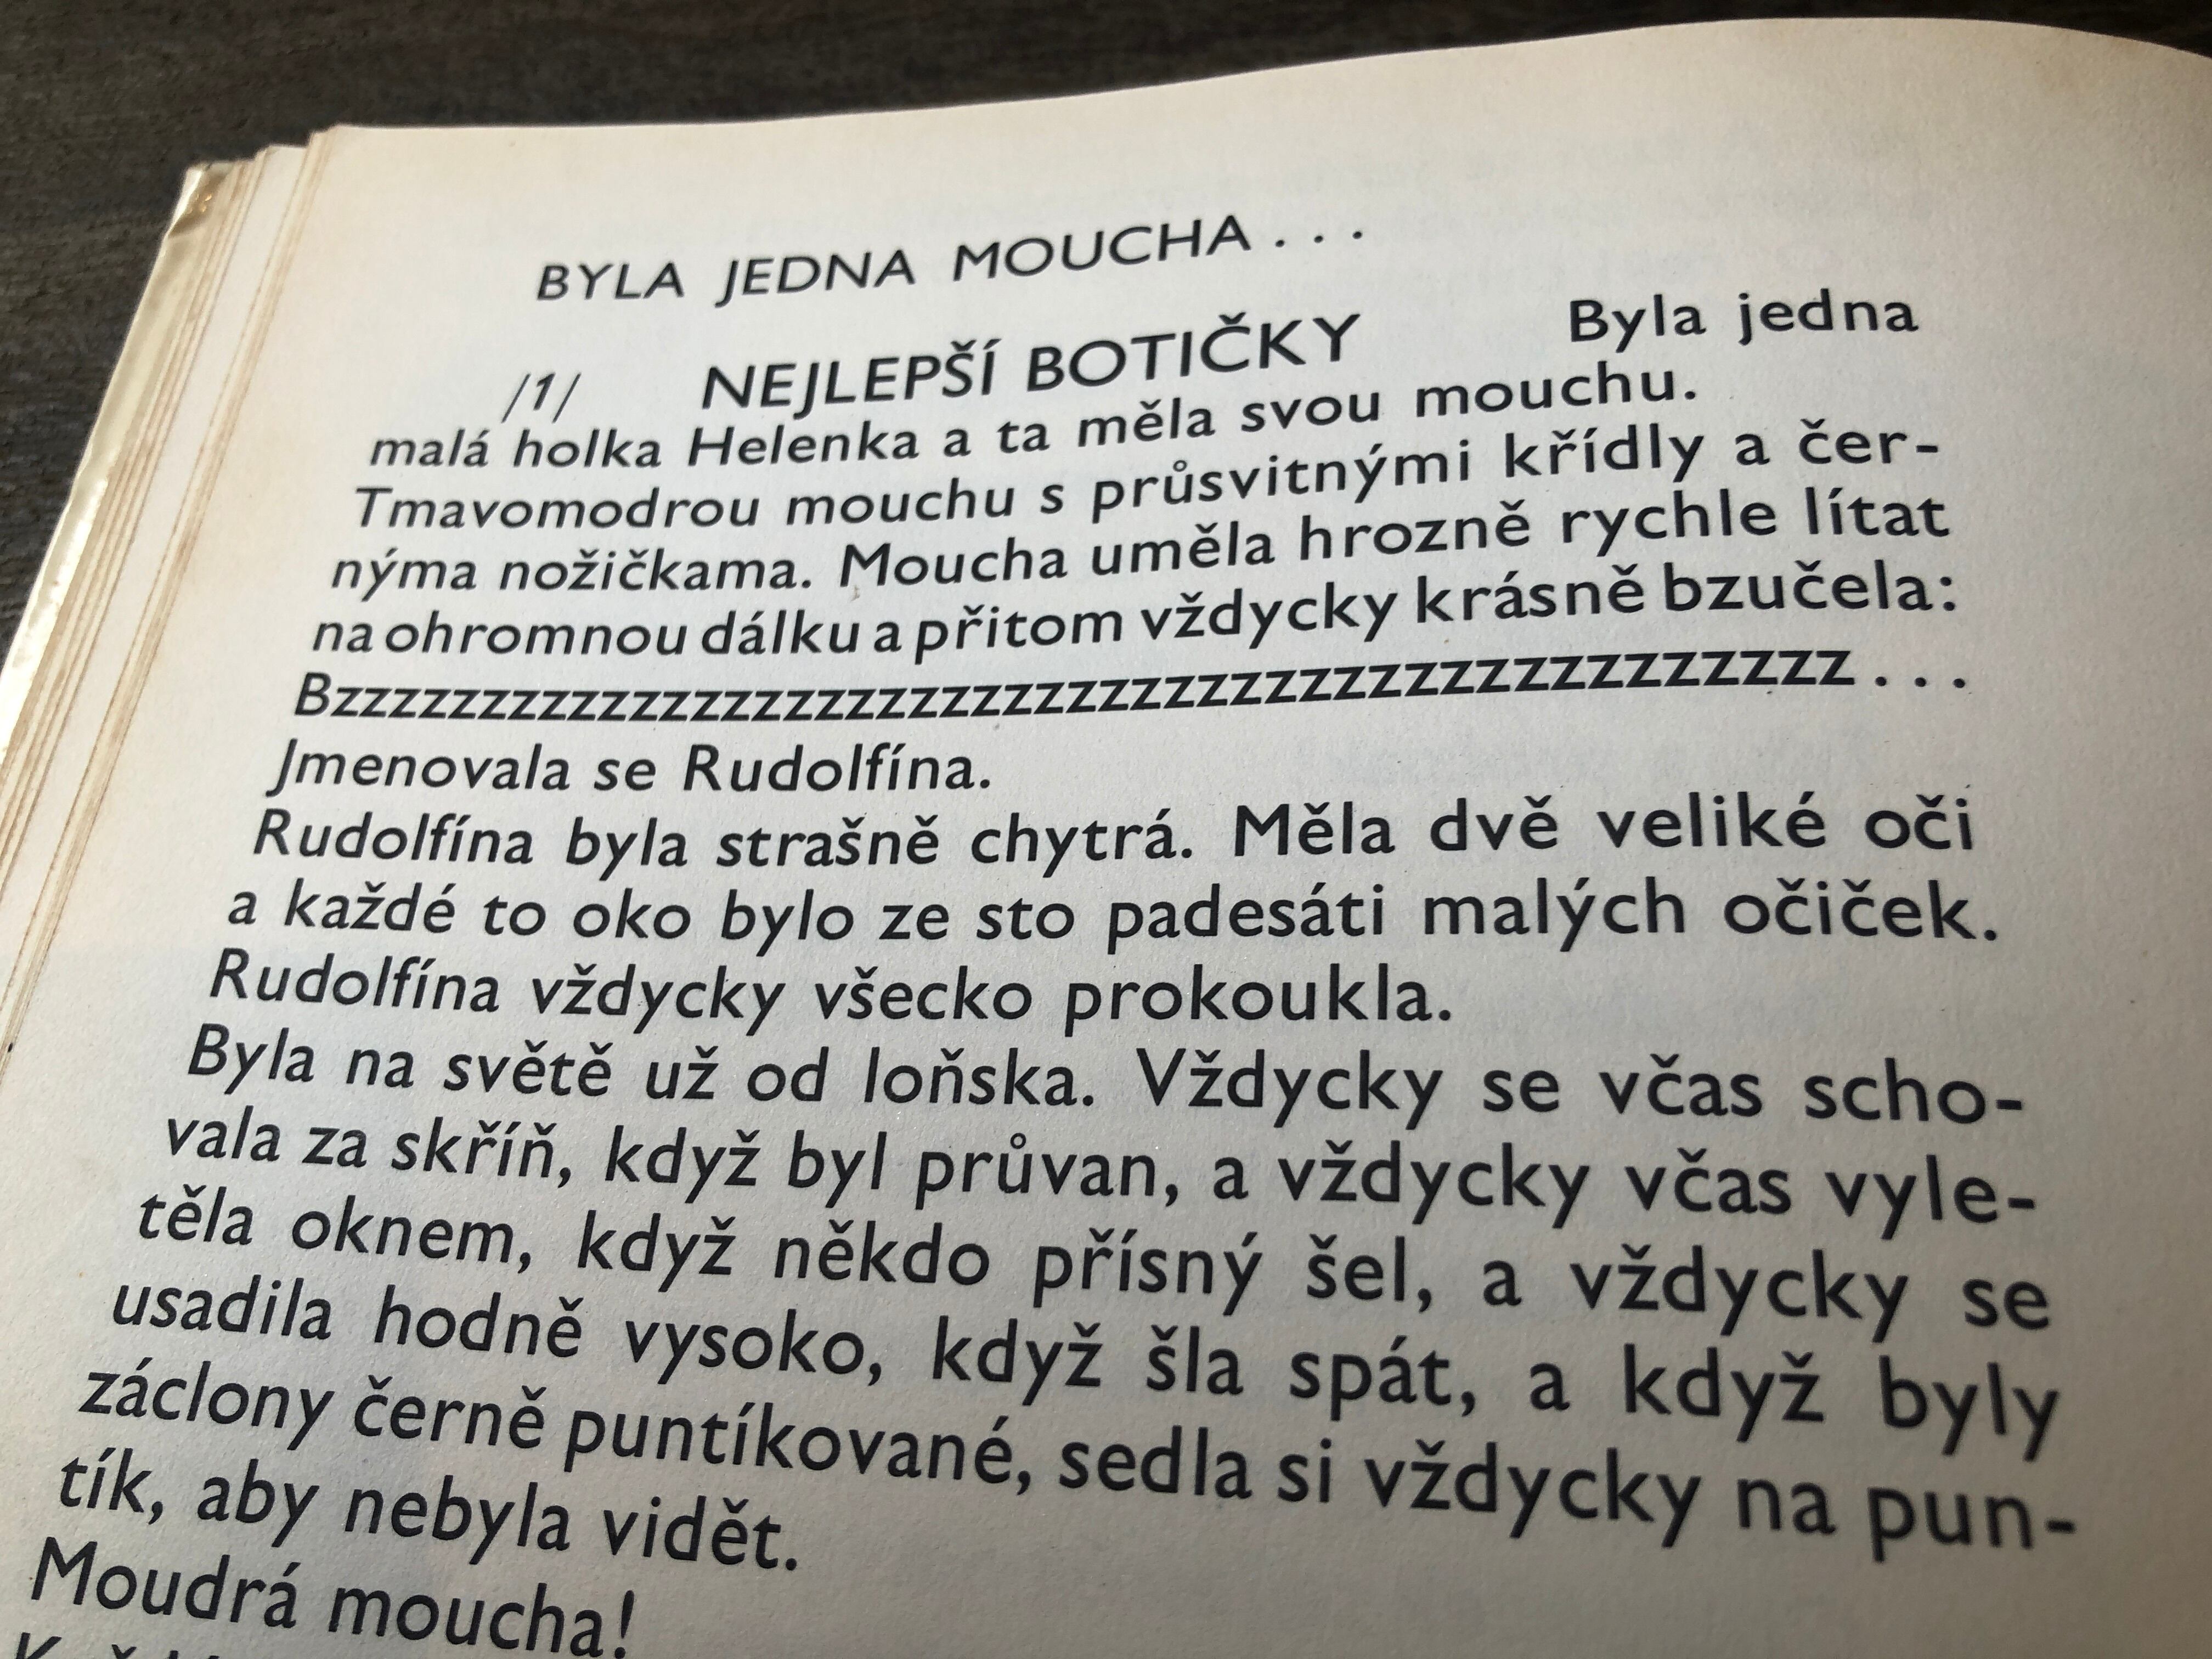 BYLA JEDNA MOUCHA . . .
/1/ NEJLEPŠÍ BOTIČKY Byla jedna
malá holka Helenka a ta měla svou mouchu.
Tmavomodrou mouchu s průsvitnými křídly a čer-
nýma nožičkama. Moucha uměla hrozně rychle lítat
na ohromnou dálku a přitom vždycky krásně bzučela:
Bzzzzzzzzzzzzzzzzzzzzzzzzzzzzzzzzzzzzzzzzzzzzzzzzz . . .
Jmenovala se Rudolfína.
Rudolfína byla strašně chytrá. Měla dvě veliké oči
a každé to oko bylo ze sto padesáti malých očiček.
Rudolfína vždycky všecko prokoukla.
Byla na světě už od loňska. Vždycky se včas scho-
vala za skříň, když byl průvan, a vždycky včas vyle-
těla oknem, když někdo přísný šel, a vždycky se
usadila hodně vysoko, když šla spát, a když byly
záclony černě puntíkované, sedla si vždycky na pun-
tík, aby nebyla vidět.
Moudrá moucha!